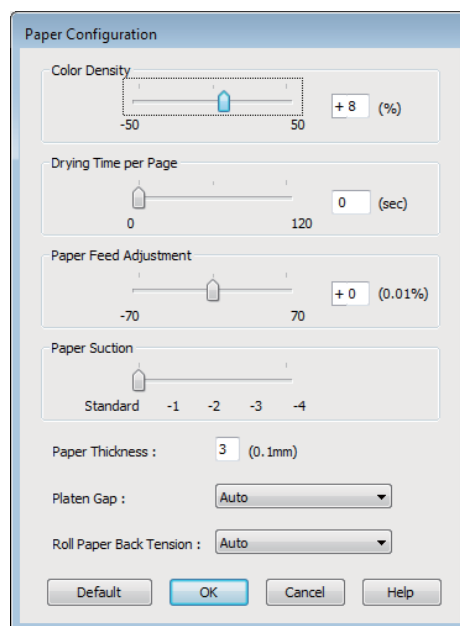 Paper Configuration
Color Density
+ 8 (%)
-50 50
Drying Time per Page
0 (sec)
0 120
Paper Feed Adjustment
+ 0 (0.01%)
-70 70
Paper Suction
Standard -1 -2 -3 -4
Paper Thickness : 3 (0.1mm)
Platen Gap : Auto
Roll Paper Back Tension : Auto
Default OK Cancel Help